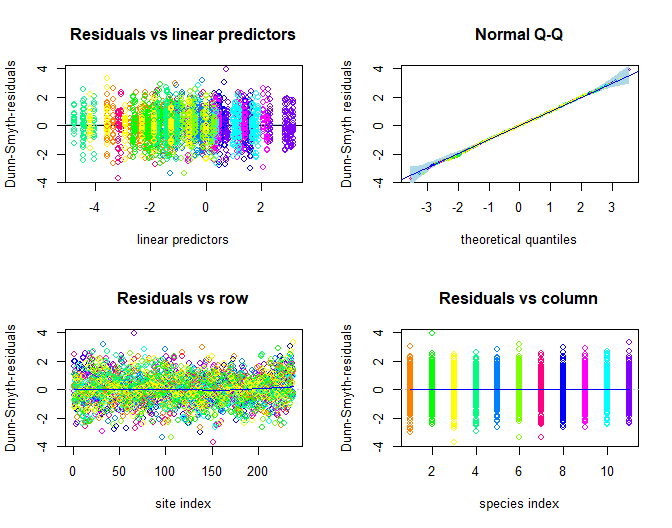 Residuals vs linear predictors
Dunn-Smyth-residuals
4
2
0
-2
-4
-4 -2 0 2
linear predictors
Normal Q-Q
Dunn-Smyth-residuals
4
2
0
-2
-4
-3 -2 -1 0 1 2 3
theoretical quantiles
Residuals vs row
Dunn-Smyth-residuals
4
2
0
-2
-4
0 50 100 150 200
site index
Residuals vs column
Dunn-Smyth-residuals
4
2
0
-2
-4
2 4 6 8 10
species index